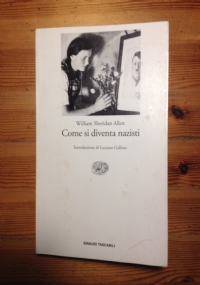 William Sheridan Allen
Come si diventa nazisti
Introduzione di Luciano Gallino
EINAUDI TASCABILI